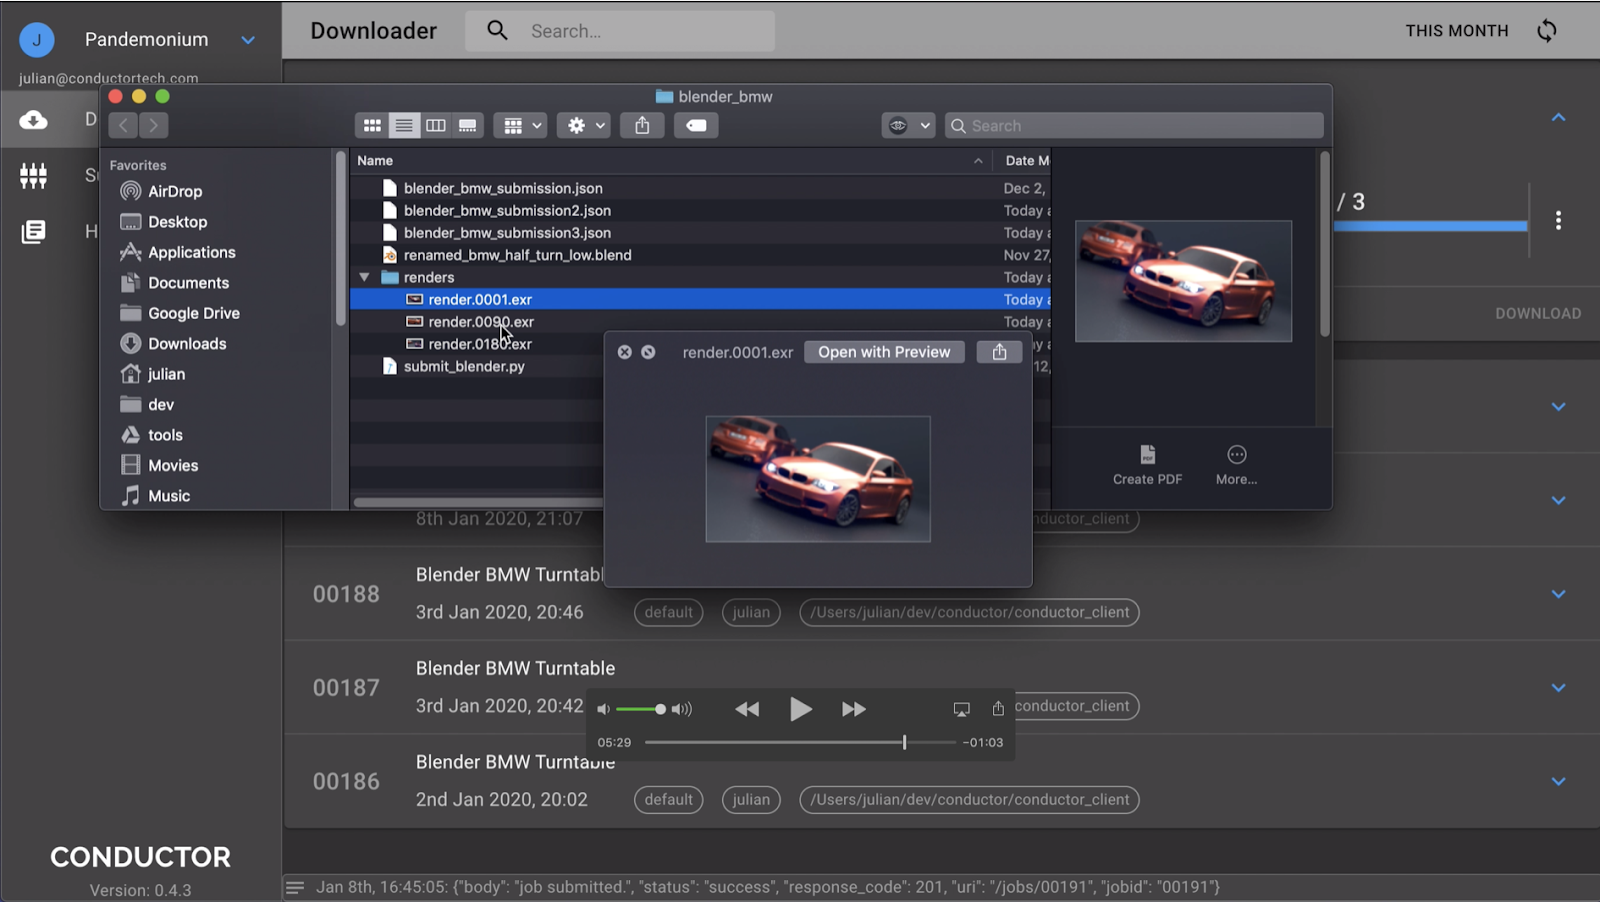 J
Pandemonium
julian@conductortech.com
Downloader
Search...
THIS MONTH
D
S
H
blender_bmw
Search
Favorites
AirDrop
Desktop
Applications
Documents
Google Drive
Downloads
julian
dev
tools
Movies
Music
Name
Date M
blender_bmw_submission.json
Dec 2,
blender_bmw_submission2.json
Today a
blender_bmw_submission3.json
Today a
renamed_bmw_half_turn_low.blend
Nov 27,
renders
Today a
render.0001.exr
Today a
render.0090.exr
Today a
render.0180.exr
submit_blender.py
12,
render.0001.exr
Open with Preview
PDF
Create PDF
More...
/ 3
DOWNLOAD
8th Jan 2020, 21:07
nductor_client
00188
Blender BMW Turntabl
3rd Jan 2020, 20:46
default
julian
/Users/julian/dev/conductor/conductor_client
00187
Blender BMW Turntable
3rd Jan 2020, 20:42
conductor_client
05:29
-01:03
00186
Blender BMW Turntable
2nd Jan 2020, 20:02
default
julian
/Users/julian/dev/conductor/conductor_client
CONDUCTOR
Version: 0.4.3
Jan 8th, 16:45:05: {"body": "job submitted.", "status": "success", "response_code": 201, "uri": "/jobs/00191", "jobid": "00191"}